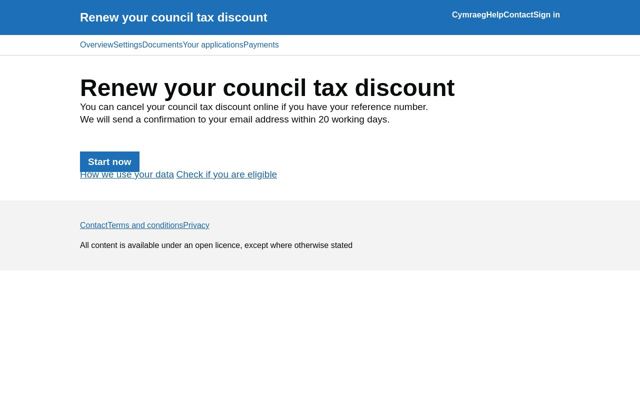 Renew your council tax discount
Cymraeg Help Contact Sign in
Overview Settings Documents Your applications Payments
Renew your council tax discount
You can cancel your council tax discount online if you have your reference number.
We will send a confirmation to your email address within 20 working days.
Start now
How we use your data Check if you are eligible
Contact Terms and conditions Privacy
All content is available under an open licence, except where otherwise stated